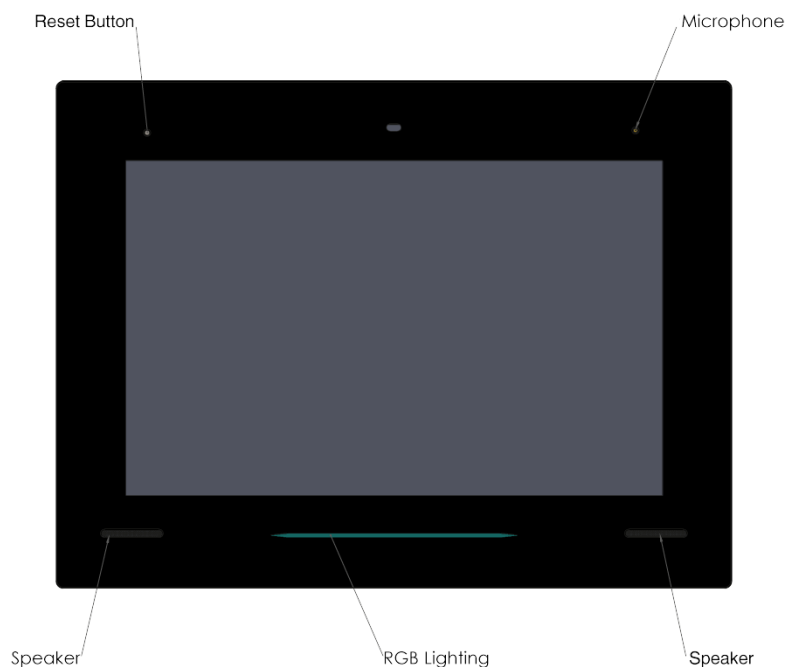 Reset Button
Microphone
Speaker
RGB Lighting
Speaker